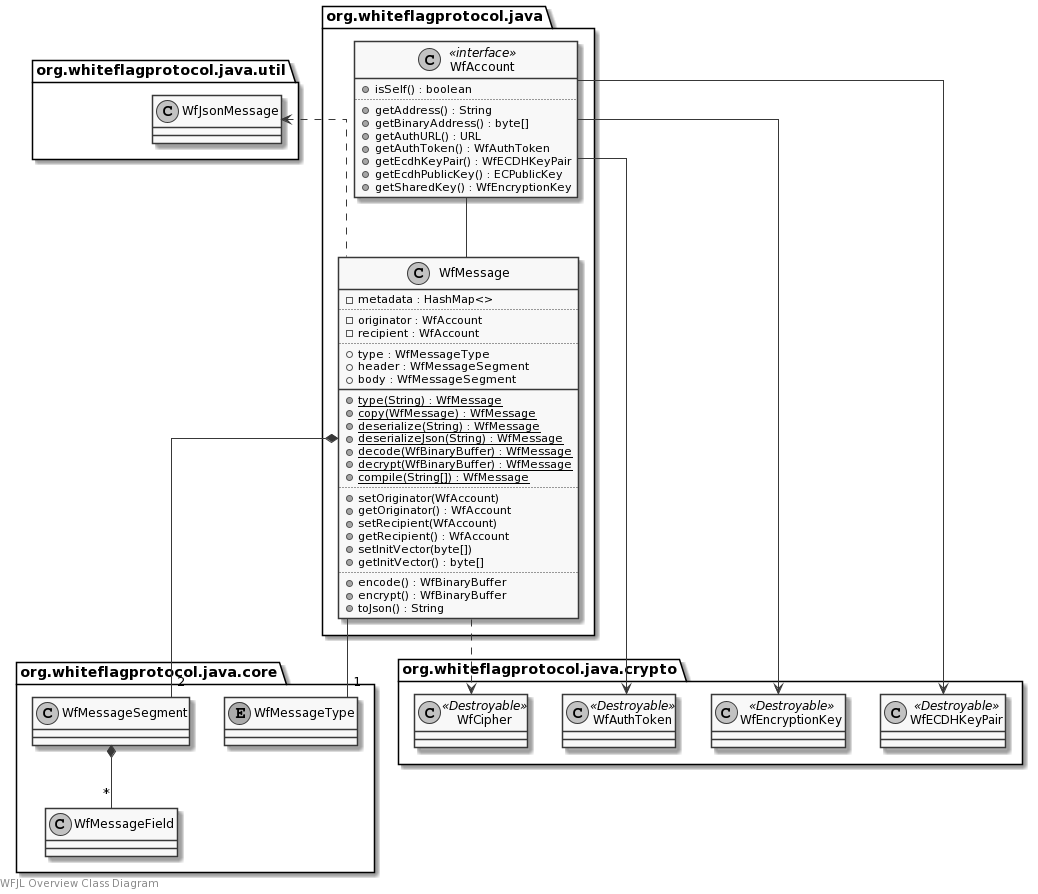 org.whiteflagprotocol.java
«interface»
C
WfAccount
isSelf() : boolean
getAddress() : String
getBinaryAddress() : byte[]
getAuthURL() : URL
getAuthToken() : WfAuthToken
getEcdhKeyPair() : WfECDHKeyPair
getEcdhPublicKey() : ECPublicKey
getSharedKey() : WfEncryptionKey
org.whiteflagprotocol.java.util
C WfJsonMessage
C WfMessage
metadata : HashMap<>
originator : WfAccount
recipient : WfAccount
type : WfMessageType
header : WfMessageSegment
body : WfMessageSegment
type(String) : WfMessage
copy(WfMessage) : WfMessage
deserialize(String) : WfMessage
deserializeJson(String) : WfMessage
decode(WfBinaryBuffer) : WfMessage
decrypt(WfBinaryBuffer) : WfMessage
compile(String[]) : WfMessage
setOriginator(WfAccount)
getOriginator() : WfAccount
setRecipient(WfAccount)
getRecipient() : WfAccount
setInitVector(byte[])
getInitVector() : byte[]
encode() : WfBinaryBuffer
encrypt() : WfBinaryBuffer
toJson() : String
org.whiteflagprotocol.java.core
2
1
C WfMessageSegment
E WfMessageType
*
C WfMessageField
org.whiteflagprotocol.java.crypto
«Destroyable»
C
WfCipher
«Destroyable»
C
WfAuthToken
«Destroyable»
C
WfEncryptionKey
«Destroyable»
C
WfECDHKeyPair
WFJL Overview Class Diagram